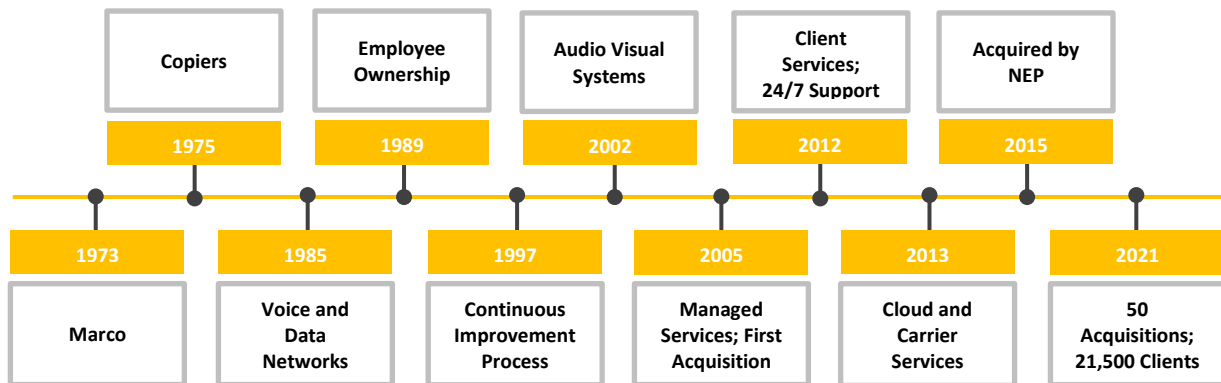 Copiers
Employee
Ownership
Audio Visual
Systems
Client
Services;
24/7 Support
Acquired by
NEP
1975
1989
2002
2012
2015
1973
1985
1997
2005
2013
2021
Marco
Voice and
Data
Networks
Continuous
Improvement
Process
Managed
Services; First
Acquisition
Cloud and
Carrier
Services
50
Acquisitions;
21,500 Clients